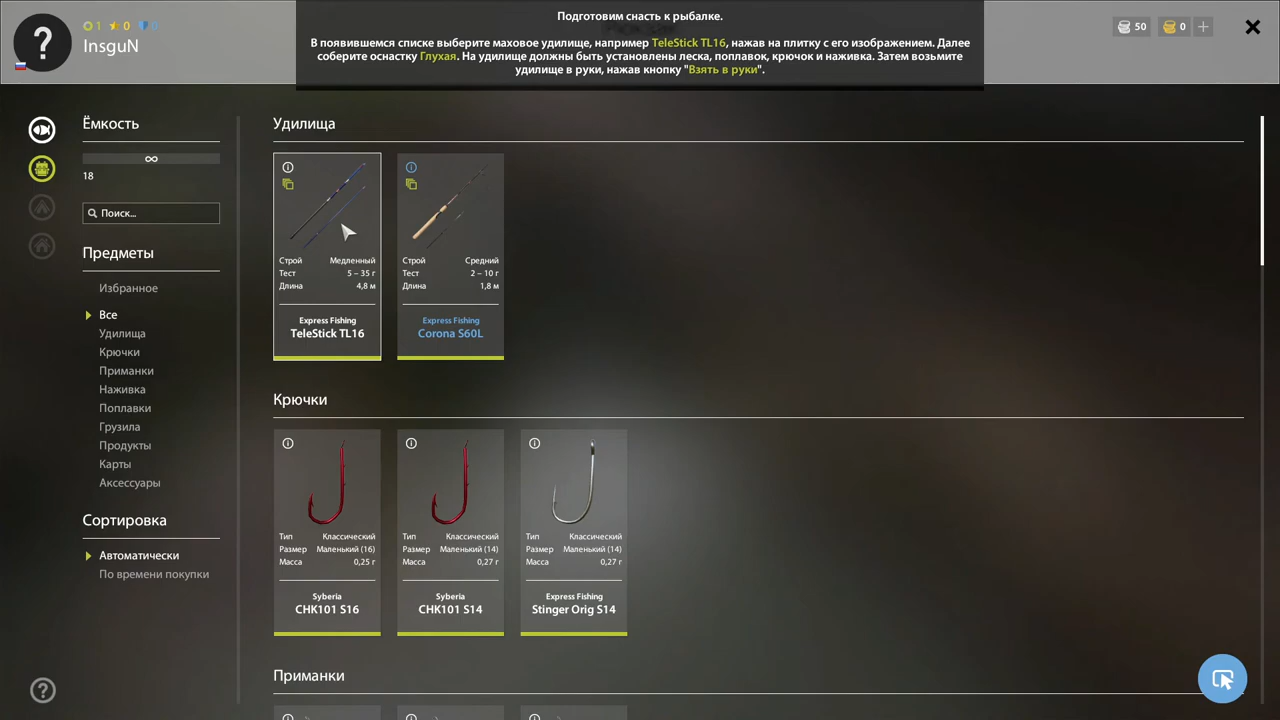 Подготовим снасть к рыбалке.
В появившемся списке выберите маховое удилище, например TeleStick TL16, нажав на плитку с его изображением. Далее
соберите оснастку Глухая. На удилище должны быть установлены леска, поплавок, крючок и наживка. Затем возьмите
удилище в руки, нажав кнопку "Взять в руки".
1 0 0
InsguN
50
0
Ёмкость
∞
18
Поиск...
Предметы
Избранное
Все
Удилища
Крючки
Приманки
Наживка
Поплавки
Грузила
Продукты
Карты
Аксессуары
Сортировка
Автоматически
По времени покупки
Удилища
Строй Медленный
Тест 5 – 35 г
Длина 4,8 м
Express Fishing
TeleStick TL16
Строй Средний
Тест 2 – 10 г
Длина 1,8 м
Express Fishing
Corona S60L
Крючки
Тип Классический
Размер Маленький (16)
Масса 0,25 г
Syberia
CHK101 S16
Тип Классический
Размер Маленький (14)
Масса 0,27 г
Syberia
CHK101 S14
Тип Классический
Размер Маленький (14)
Масса 0,27 г
Express Fishing
Stinger Orig S14
Приманки